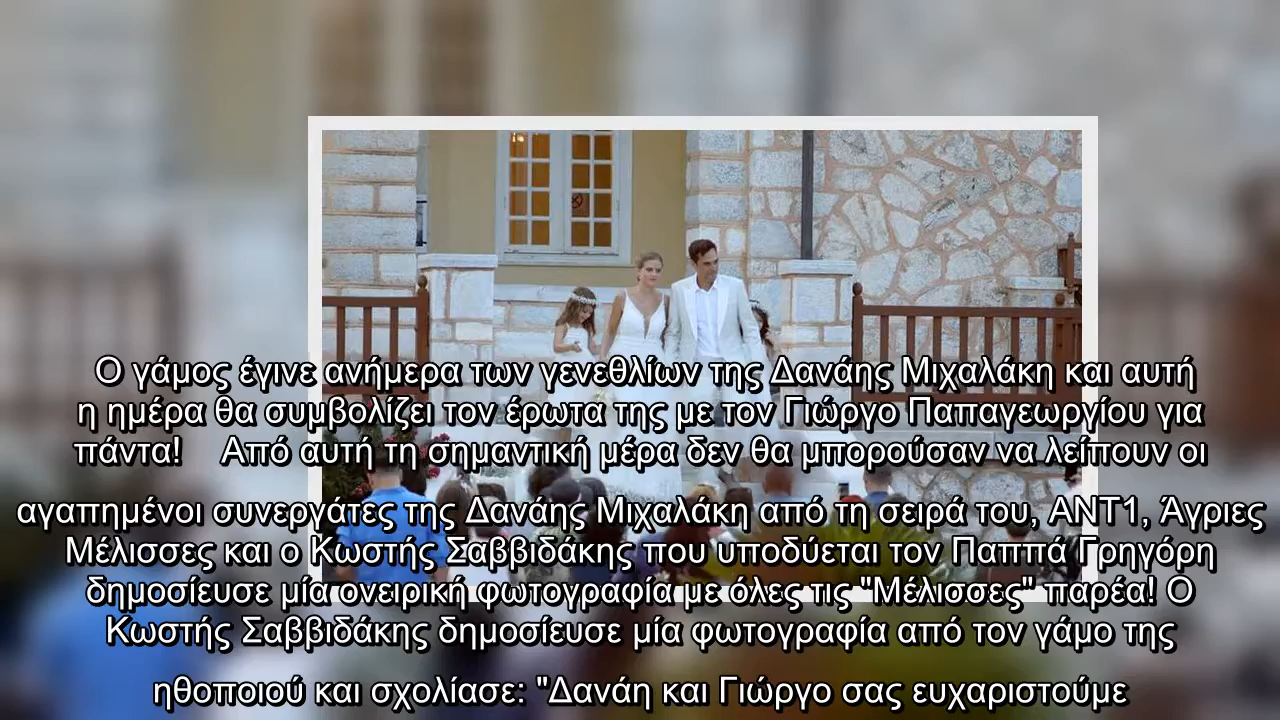 Ο γάμος έγινε ανήμερα των γενεθλίων της Δανάης Μιχαλάκη και αυτή
η ημέρα θα συμβολίζει τον έρωτα της με τον Γιώργο Παπαγεωργίου για
πάντα! Από αυτή τη σημαντική μέρα δεν θα μπορούσαν να λείπουν οι
αγαπημένοι συνεργάτες της Δανάης Μιχαλάκη από τη σειρά του, ΑΝΤ1, Άγριες
Μέλισσες και ο Κωστής Σαββιδάκης που υποδύεται τον Παππά Γρηγόρη
δημοσίευσε μία ονειρική φωτογραφία με όλες τις "Μέλισσες" παρέα! Ο
Κωστής Σαββιδάκης δημοσίευσε μία φωτογραφία από τον γάμο της
ηθοποιού και σχολίασε: "Δανάη και Γιώργο σας ευχαριστούμε